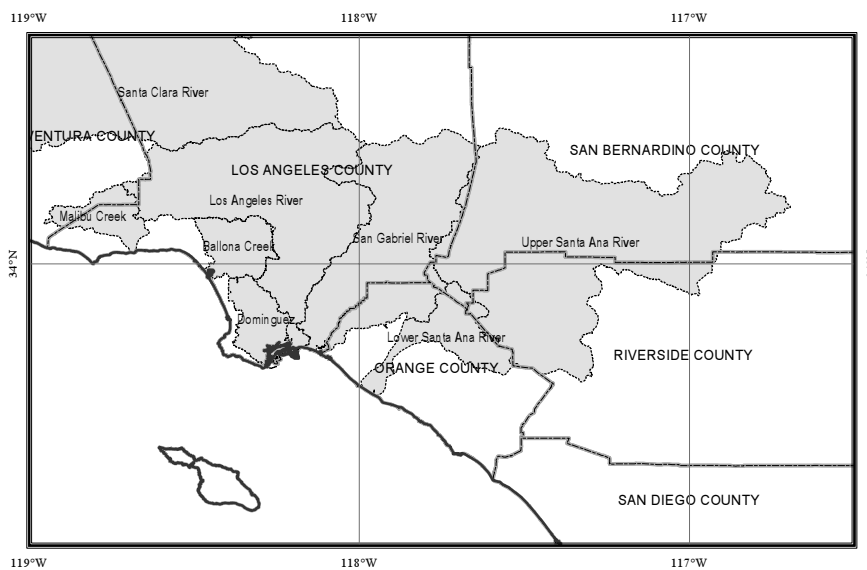 119°W 118°W 117°W
Santa Clara River
VENTURA COUNTY
SAN BERNARDINO COUNTY
LOS ANGELES COUNTY
Los Angeles River
Malibu Creek
San Gabriel River
Upper Santa Ana River
Ballona Creek
34°N
Dominguez
Lower Santa Ana River
RIVERSIDE COUNTY
ORANGE COUNTY
SAN DIEGO COUNTY
119°W 118°W 117°W